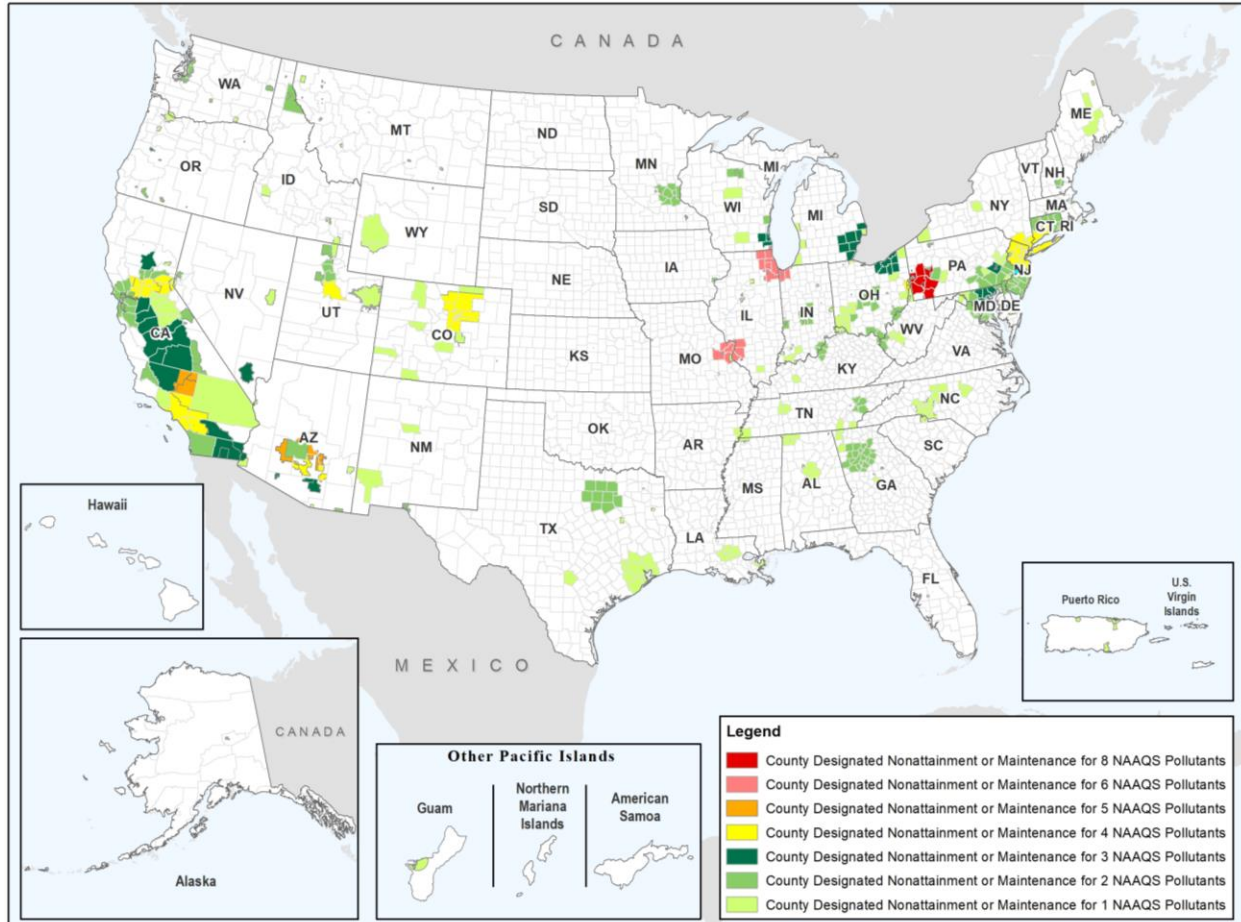 CANADA
WA
MT
ND
MN
MI
ME
OR
ID
SD
WI
MI
VT
NH
NY
MA
CT
RI
WY
IA
PA
NJ
NE
NV
UT
CO
IL
IN
OH
MD
DE
WV
CA
KS
MO
KY
VA
NC
TN
AZ
NM
OK
AR
SC
MS
AL
GA
TX
LA
FL
Hawaii
MEXICO
Puerto Rico
U.S.
Virgin
Islands
CANADA
Alaska
Other Pacific Islands
Guam
Northern
Mariana
Islands
American
Samoa
Legend
County Designated Nonattainment or Maintenance for 8 NAAQS Pollutants
County Designated Nonattainment or Maintenance for 6 NAAQS Pollutants
County Designated Nonattainment or Maintenance for 5 NAAQS Pollutants
County Designated Nonattainment or Maintenance for 4 NAAQS Pollutants
County Designated Nonattainment or Maintenance for 3 NAAQS Pollutants
County Designated Nonattainment or Maintenance for 2 NAAQS Pollutants
County Designated Nonattainment or Maintenance for 1 NAAQS Pollutants